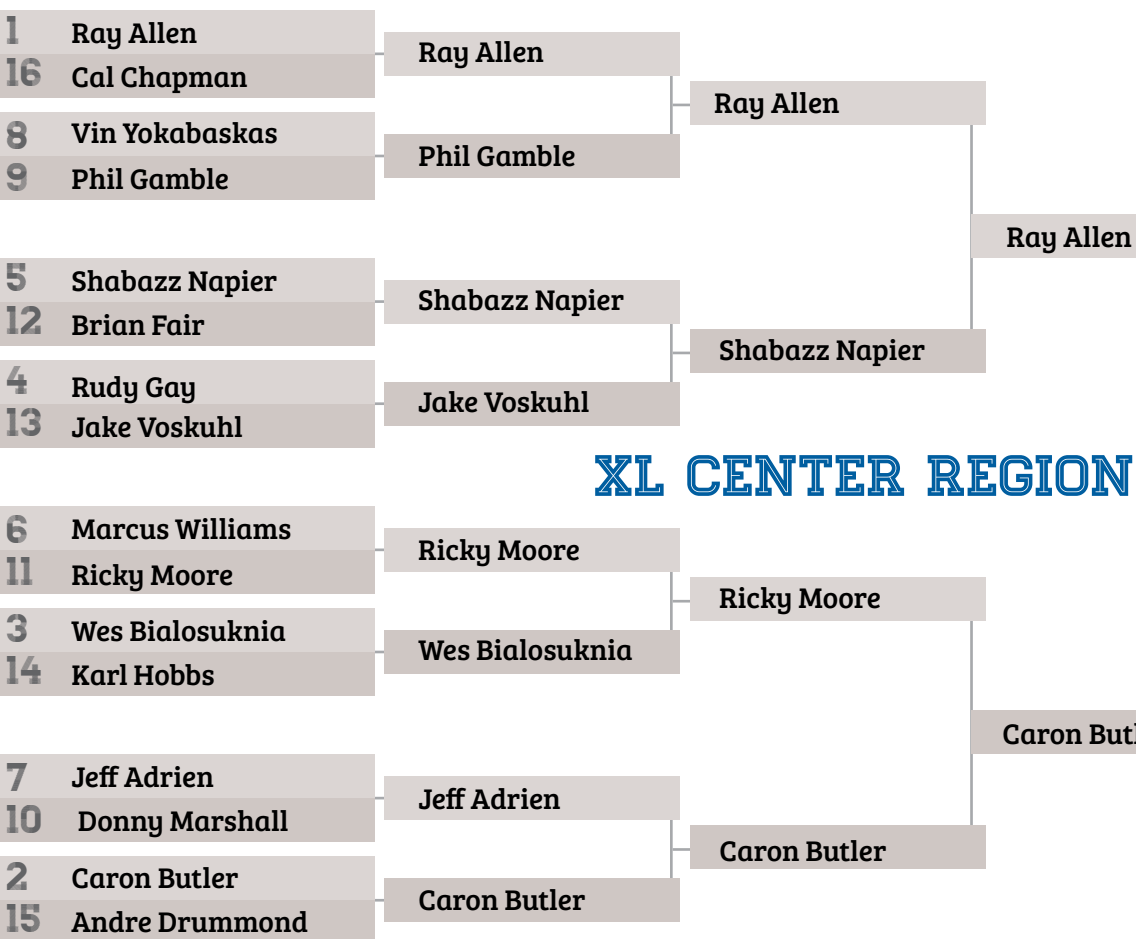 1 Ray Allen
16 Cal Chapman
8 Vin Yokabaskas
9 Phil Gamble
5 Shabazz Napier
12 Brian Fair
4 Rudy Gay
13 Jake Voskuhl
6 Marcus Williams
11 Ricky Moore
3 Wes Bialosuknia
14 Karl Hobbs
7 Jeff Adrien
10 Donny Marshall
2 Caron Butler
15 Andre Drummond
Ray Allen
Phil Gamble
Shabazz Napier
Jake Voskuhl
Ricky Moore
Wes Bialosuknia
Jeff Adrien
Caron Butler
Ray Allen
Shabazz Napier
XL CENTER REGION
Ricky Moore
Caron Butler
Ray Allen
Caron